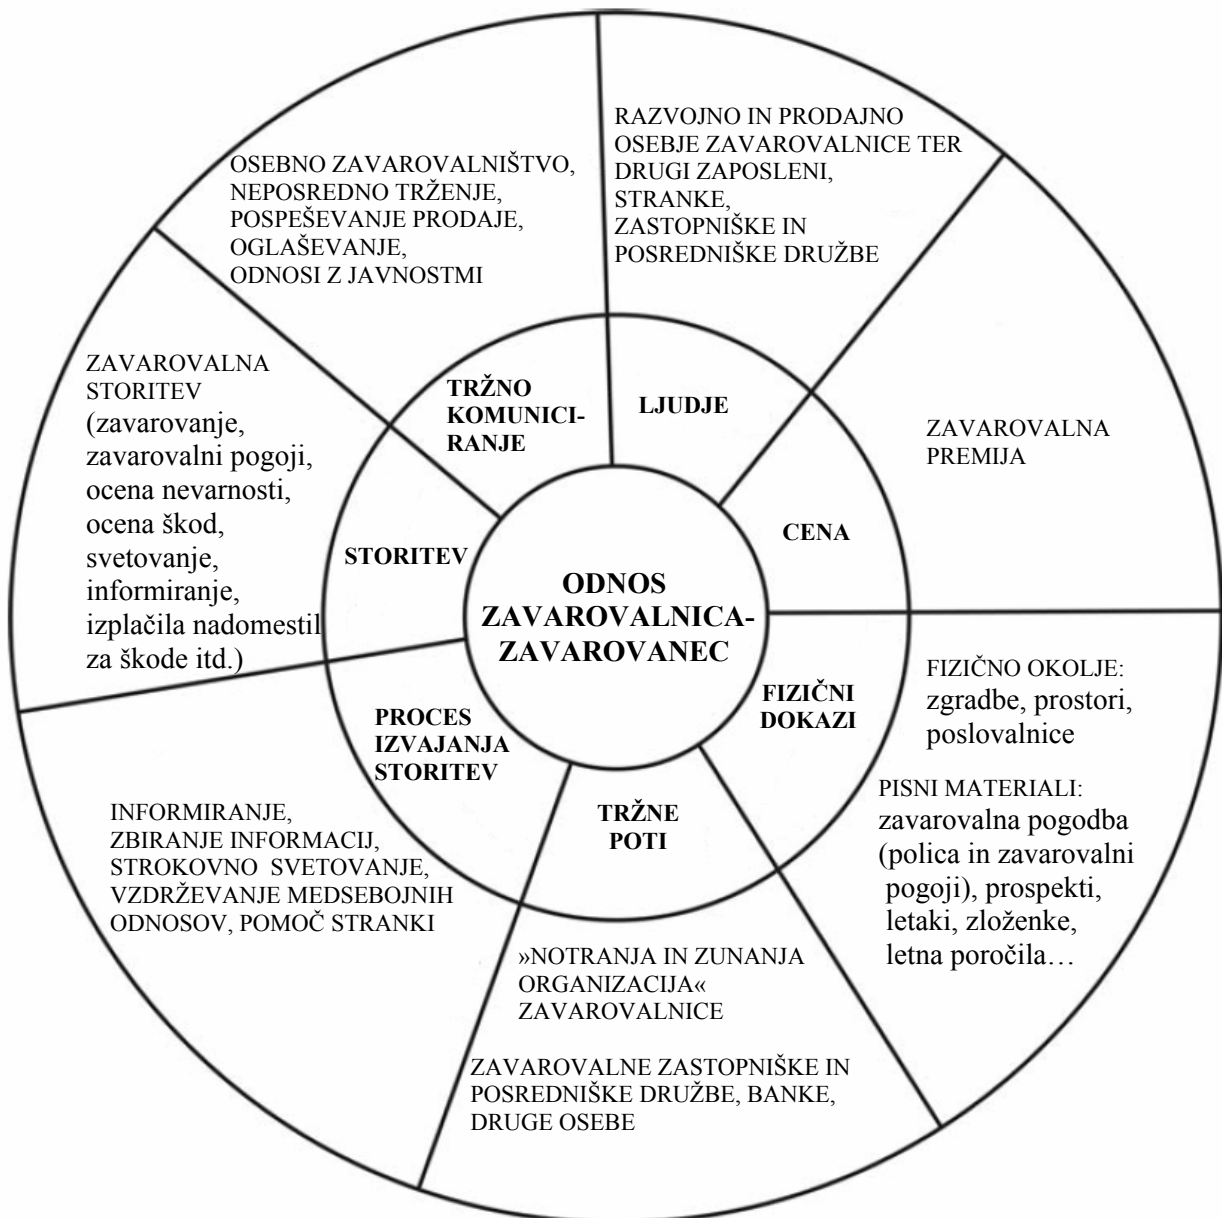 RAZVOJNO IN PRODAJNO
OSEBJE ZAVAROVALNICE TER
DRUGI ZAPOSLENI,
STRANKE,
ZASTOPNIŠKE IN
POSREDNIŠKE DRUŽBE
OSEBNO ZAVAROVALNIŠTVO,
NEPOSREDNO TRŽENJE,
POSPEŠEVANJE PRODAJE,
OGLAŠEVANJE,
ODNOSI Z JAVNOSTMI
ZAVAROVALNA
STORITEV
(zavarovanje,
zavarovalni pogoji,
ocena nevarnosti,
ocena škod,
svetovanje,
informiranje,
izplačila nadomestil
za škode itd.)
TRŽNO
KOMUNICI-
RANJE
LJUDJE
ZAVAROVALNA
PREMIJA
CENA
STORITEV
ODNOS
ZAVAROVALNICA-
ZAVAROVANEC
FIZIČNI
DOKAZI
FIZIČNO OKOLJE:
zgradbe, prostori,
poslovalnice
PISNI MATERIALI:
zavarovalna pogodba
(polica in zavarovalni
pogoji), prospekti,
letaki, zloženke,
letna poročila…
PROCES
IZVAJANJA
STORITEV
TRŽNE
POTI
INFORMIRANJE,
ZBIRANJE INFORMACIJ,
STROKOVNO SVETOVANJE,
VZDRŽEVANJE MEDSEBOJNIH
ODNOSOV, POMOČ STRANKI
»NOTRANJA IN ZUNANJA
ORGANIZACIJA«
ZAVAROVALNICE
ZAVAROVALNE ZASTOPNIŠKE IN
POSREDNIŠKE DRUŽBE, BANKE,
DRUGE OSEBE